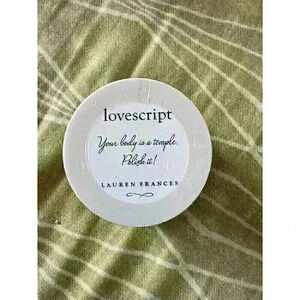 lovescript
Your body is a temple.
Polish it!
LAUREN FRANCES